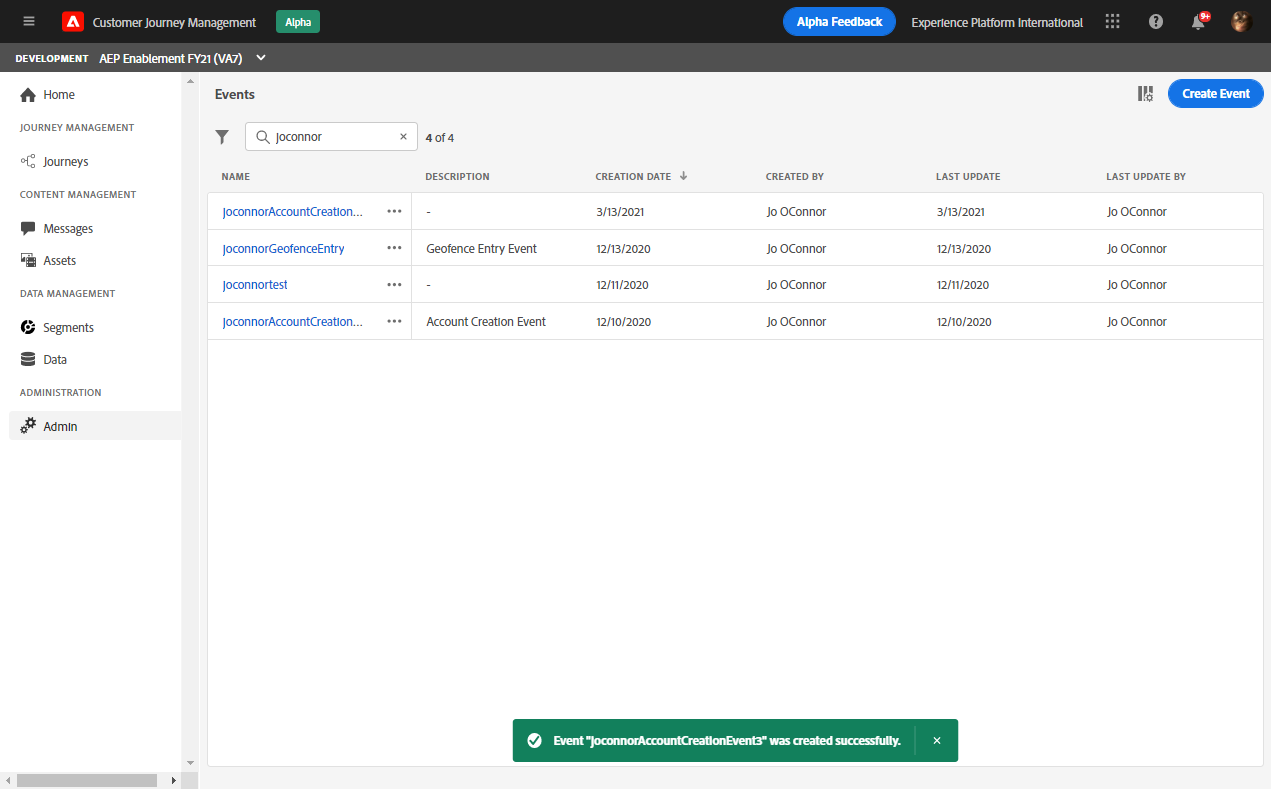 Customer Journey Management Alpha Alpha Feedback Experience Platform International 9+
DEVELOPMENT AEP Enablement FY21 (VA7)
Home
JOURNEY MANAGEMENT
Journeys
CONTENT MANAGEMENT
Messages
Assets
DATA MANAGEMENT
Segments
Data
ADMINISTRATION
Admin
Events Create Event
joconnor 4 of 4
NAME DESCRIPTION CREATION DATE CREATED BY LAST UPDATE LAST UPDATE BY
joconnorAccountCreation... - 3/13/2021 Jo OConnor 3/13/2021 Jo OConnor
joconnorGeofenceEntry Geofence Entry Event 12/13/2020 Jo OConnor 12/13/2020 Jo OConnor
joconnortest - 12/11/2020 Jo OConnor 12/11/2020 Jo OConnor
joconnorAccountCreation... Account Creation Event 12/10/2020 Jo OConnor 12/10/2020 Jo OConnor
Event "joconnorAccountCreationEvent3" was created successfully.